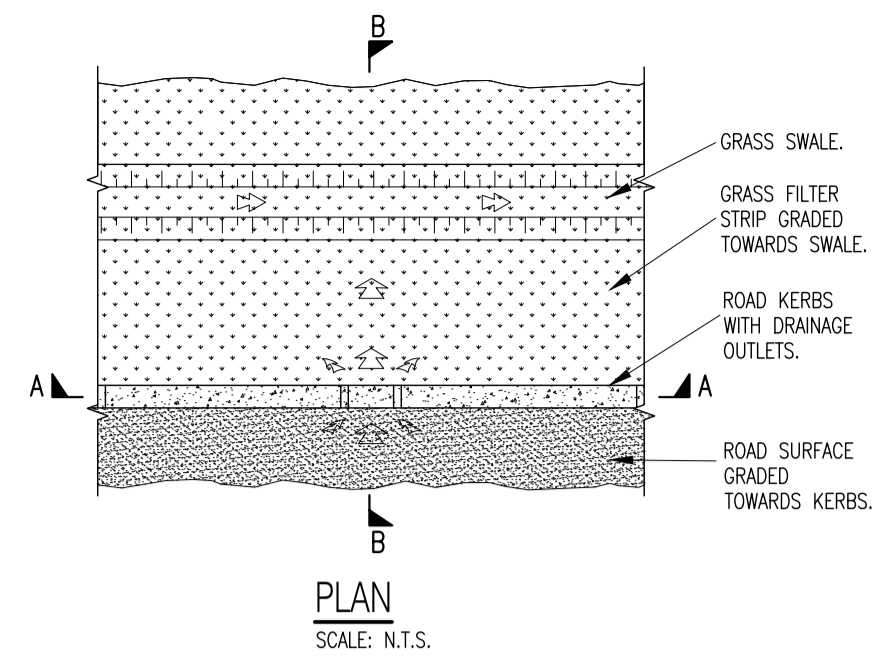 B
GRASS SWALE.
GRASS FILTER
STRIP GRADED
TOWARDS SWALE.
ROAD KERBS
WITH DRAINAGE
OUTLETS.
A
A
ROAD SURFACE
GRADED
TOWARDS KERBS.
B
PLAN
SCALE: N.T.S.